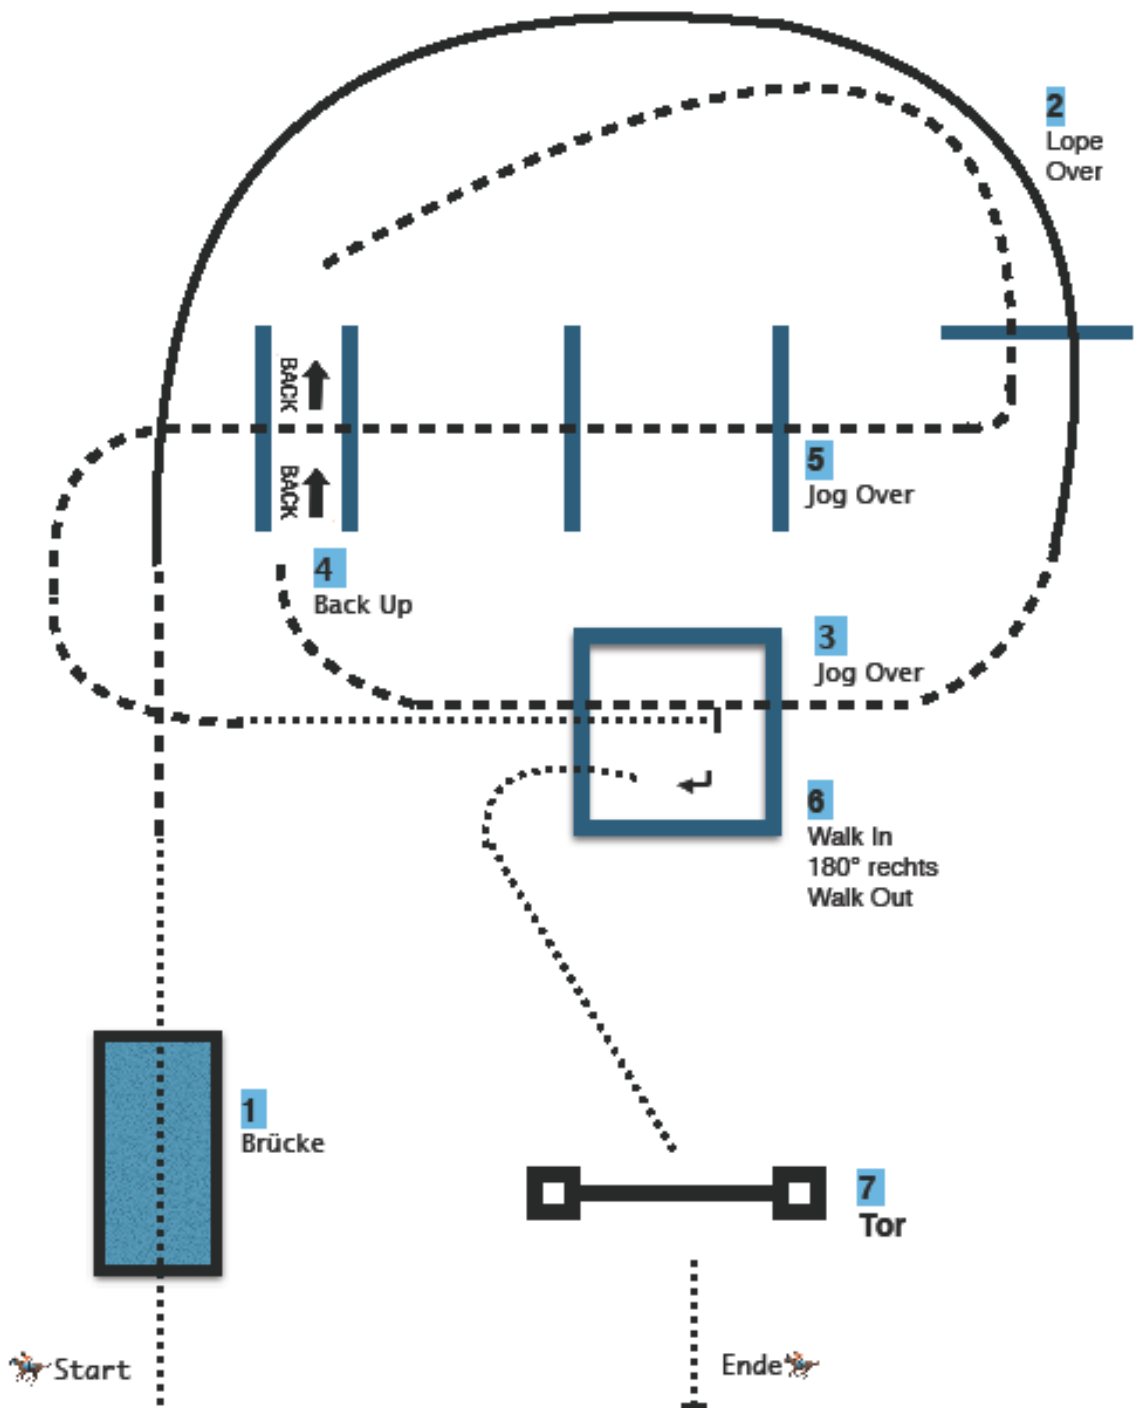 2
Lope
Over
BACK
BACK
5
Jog Over
4
Back Up
3
Jog Over
6
Walk In
180° rechts
Walk Out
1
Brücke
7
Tor
Start
Ende